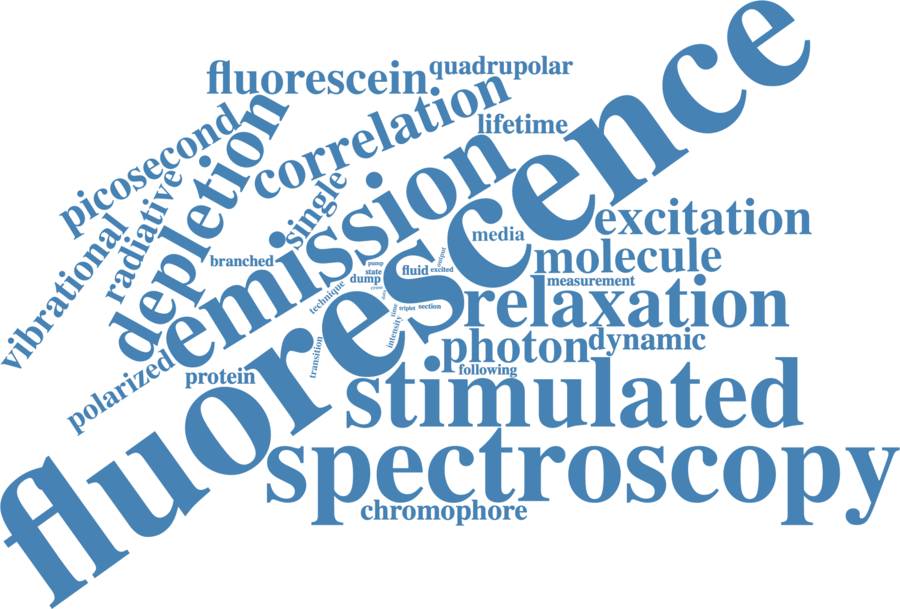 fluorescence
fluorescein
quadrupolar
correlation
lifetime
picosecond
depletion
emission
radiative
single
vibrational
branched
media
excitation
molecule
measurement
relaxation
photon
dynamic
following
stimulated
spectroscopy
chromophore
polarized
protein
technique
transition
intensity
pump
state
dump
fluid
excited
output
cross
triplet
section
time